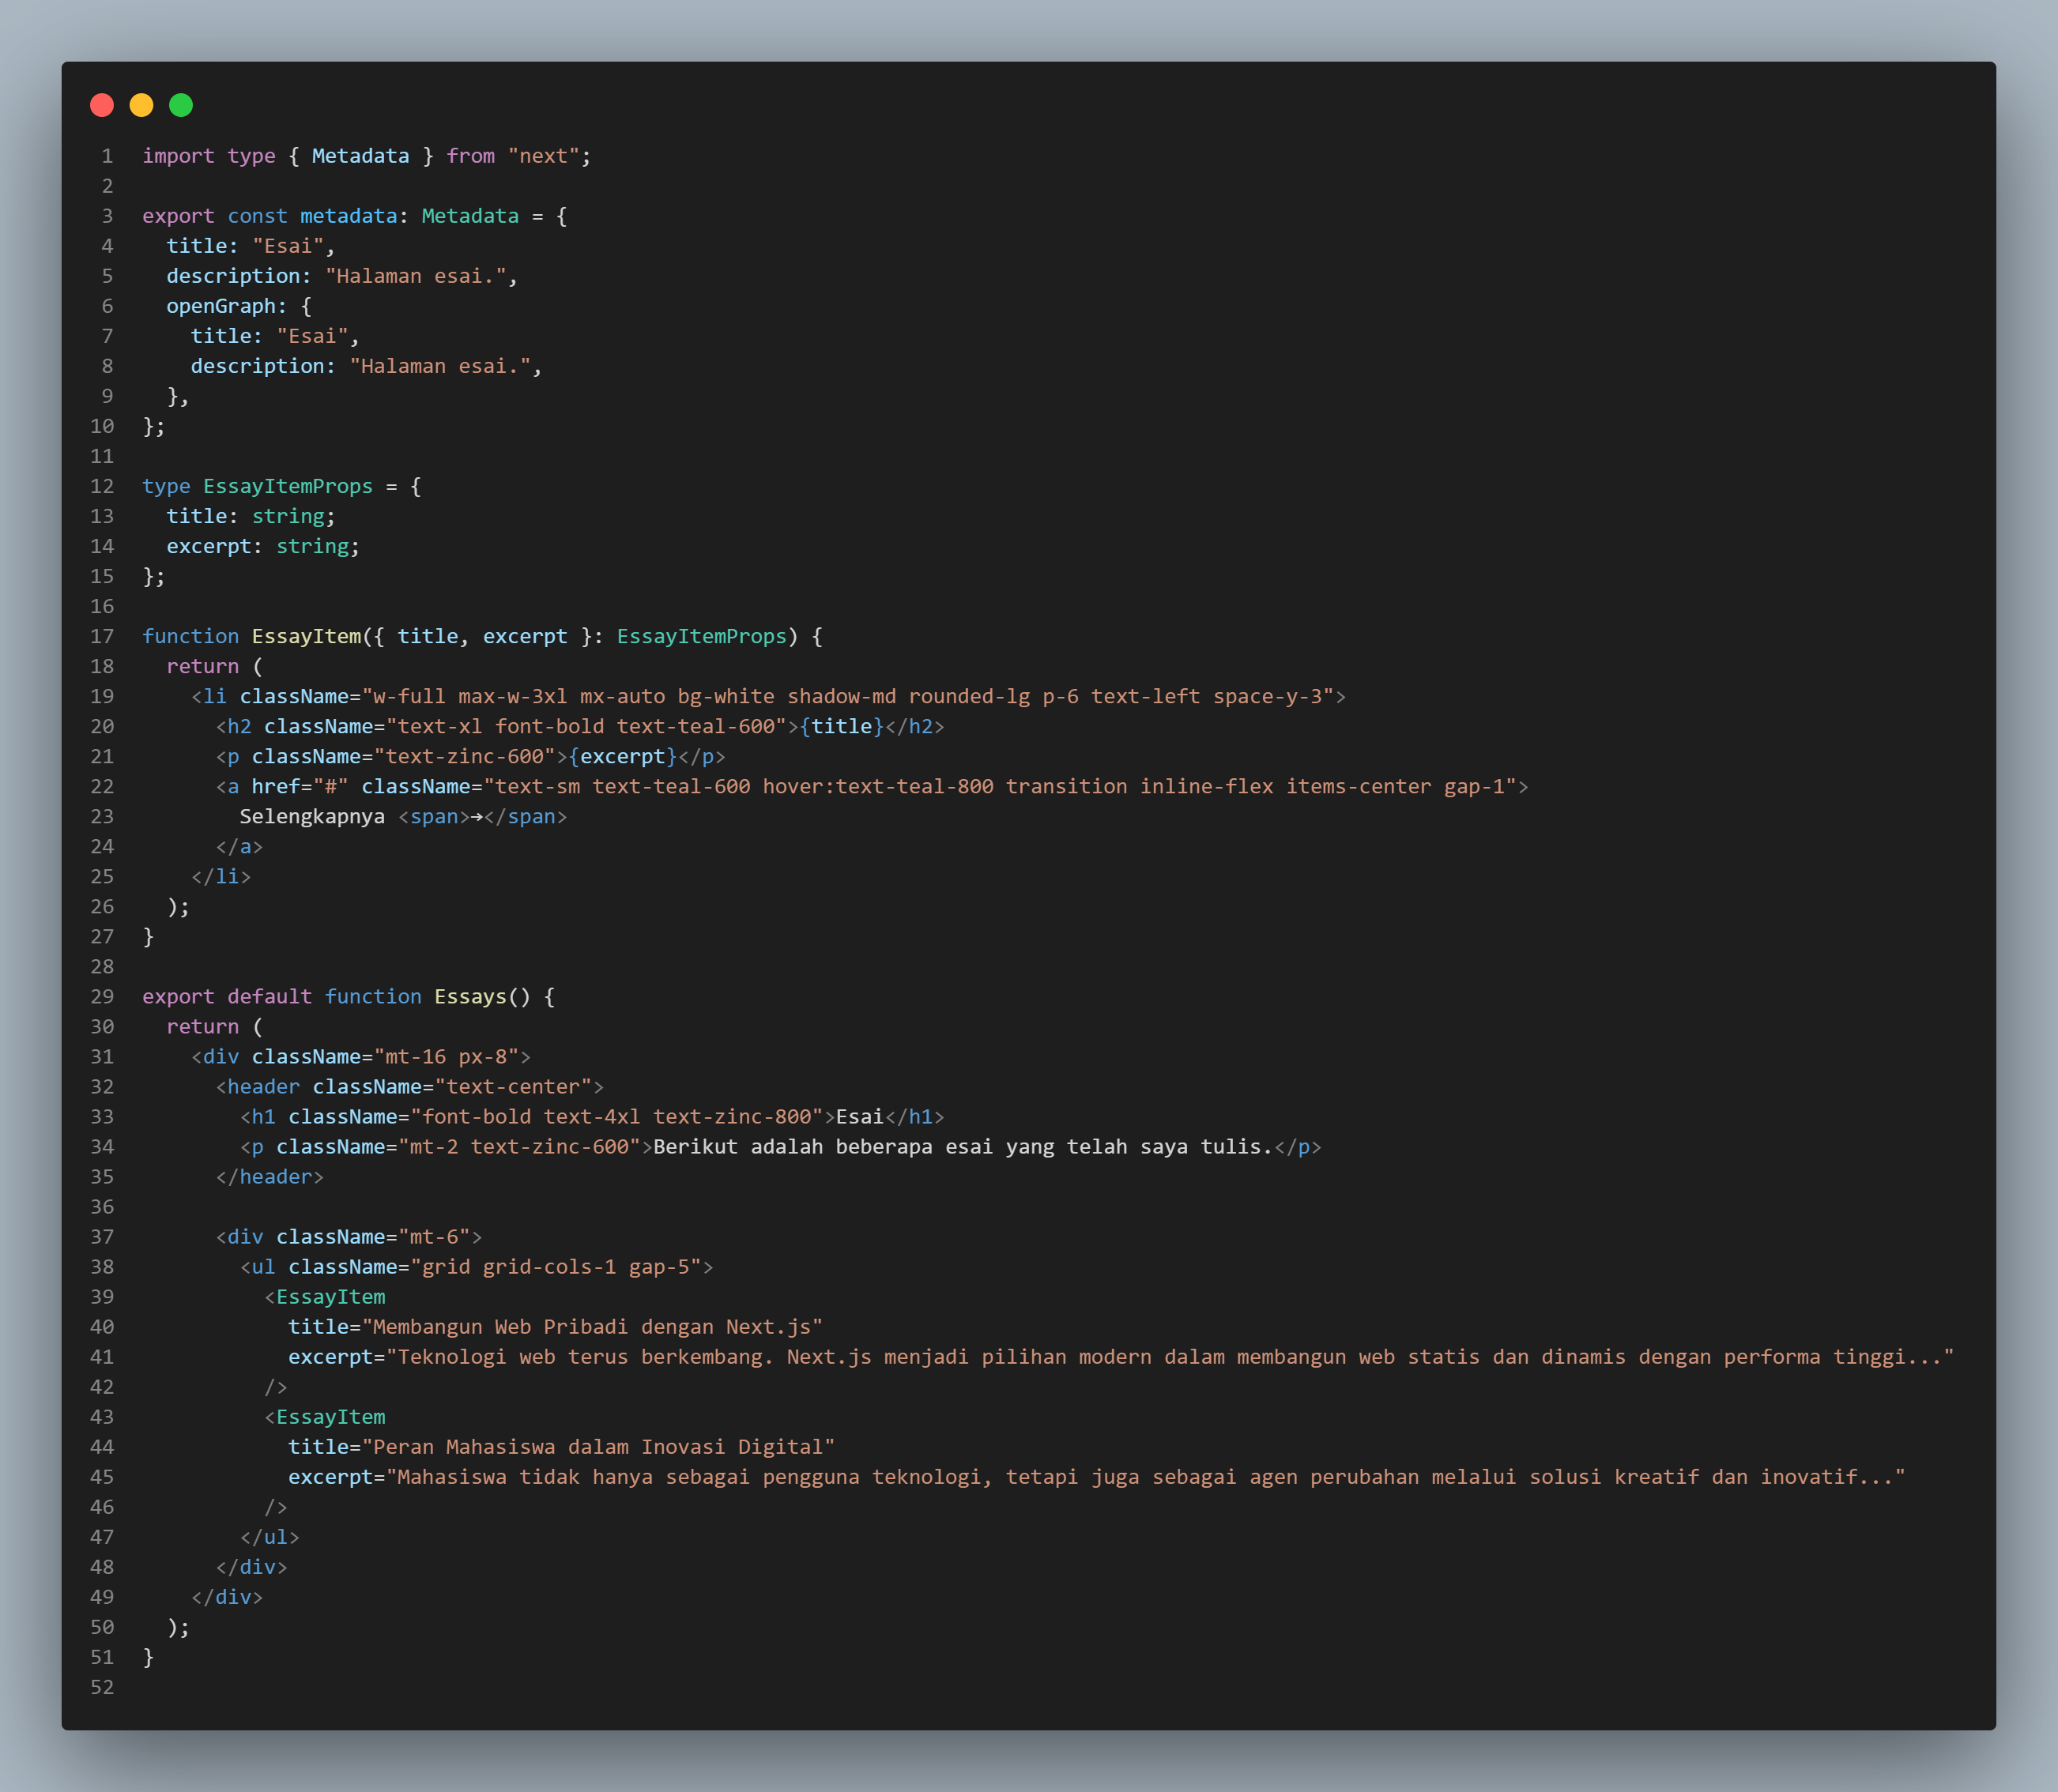 1 import type { Metadata } from "next";
2
3 export const metadata: Metadata = {
4   title: "Esai",
5   description: "Halaman esai.",
6   openGraph: {
7     title: "Esai",
8     description: "Halaman esai.",
9   },
10 };
11
12 type EssayItemProps = {
13   title: string;
14   excerpt: string;
15 };
16
17 function EssayItem({ title, excerpt }: EssayItemProps) {
18   return (
19     <li className="w-full max-w-3xl mx-auto bg-white shadow-md rounded-lg p-6 text-left space-y-3">
20       <h2 className="text-xl font-bold text-teal-600">{title}</h2>
21       <p className="text-zinc-600">{excerpt}</p>
22       <a href="#" className="text-sm text-teal-600 hover:text-teal-800 transition inline-flex items-center gap-1">
23         Selengkapnya <span>→</span>
24       </a>
25     </li>
26   );
27 }
28
29 export default function Essays() {
30   return (
31     <div className="mt-16 px-8">
32       <header className="text-center">
33         <h1 className="font-bold text-4xl text-zinc-800">Esai</h1>
34         <p className="mt-2 text-zinc-600">Berikut adalah beberapa esai yang telah saya tulis.</p>
35       </header>
36
37       <div className="mt-6">
38         <ul className="grid grid-cols-1 gap-5">
39           <EssayItem
40             title="Membangun Web Pribadi dengan Next.js"
41             excerpt="Teknologi web terus berkembang. Next.js menjadi pilihan modern dalam membangun web statis dan dinamis dengan performa tinggi..."
42           />
43           <EssayItem
44             title="Peran Mahasiswa dalam Inovasi Digital"
45             excerpt="Mahasiswa tidak hanya sebagai pengguna teknologi, tetapi juga sebagai agen perubahan melalui solusi kreatif dan inovatif..."
46           />
47         </ul>
48       </div>
49     </div>
50   );
51 }
52